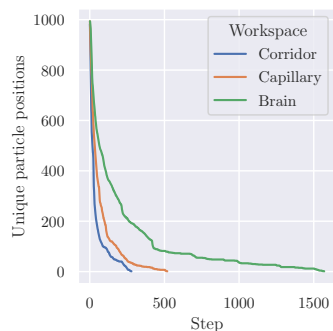 Unique particle positions
1000
800
600
400
200
0
Workspace
Corridor
Capillary
Brain
0 500 1000 1500
Step